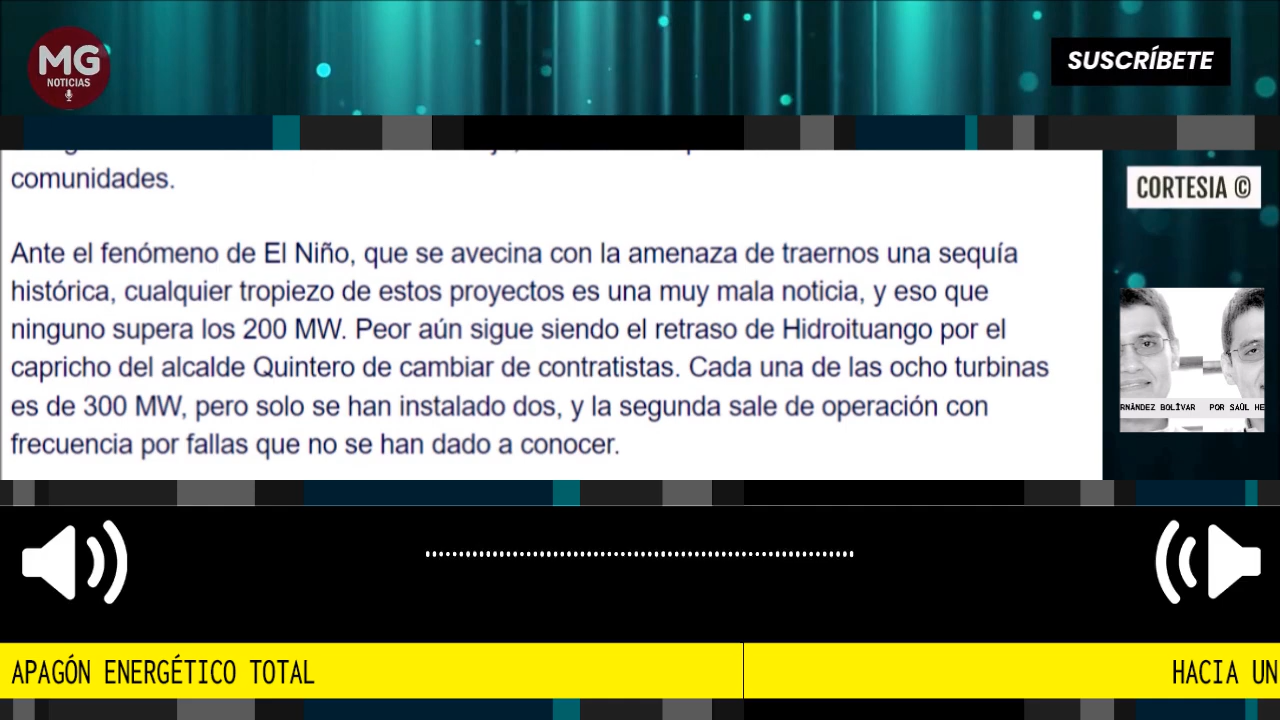 MG
NOTICIAS
SUSCRÍBETE
comunidades.
CORTESIA ©
Ante el fenómeno de El Niño, que se avecina con la amenaza de traernos una sequía
histórica, cualquier tropiezo de estos proyectos es una muy mala noticia, y eso que
ninguno supera los 200 MW. Peor aún sigue siendo el retraso de Hidroituango por el
capricho del alcalde Quintero de cambiar de contratistas. Cada una de las ocho turbinas
es de 300 MW, pero solo se han instalado dos, y la segunda sale de operación con
frecuencia por fallas que no se han dado a conocer.
RNÁNDEZ BOLÍVAR POR SAÚL HE
APAGÓN ENERGÉTICO TOTAL
HACIA UN